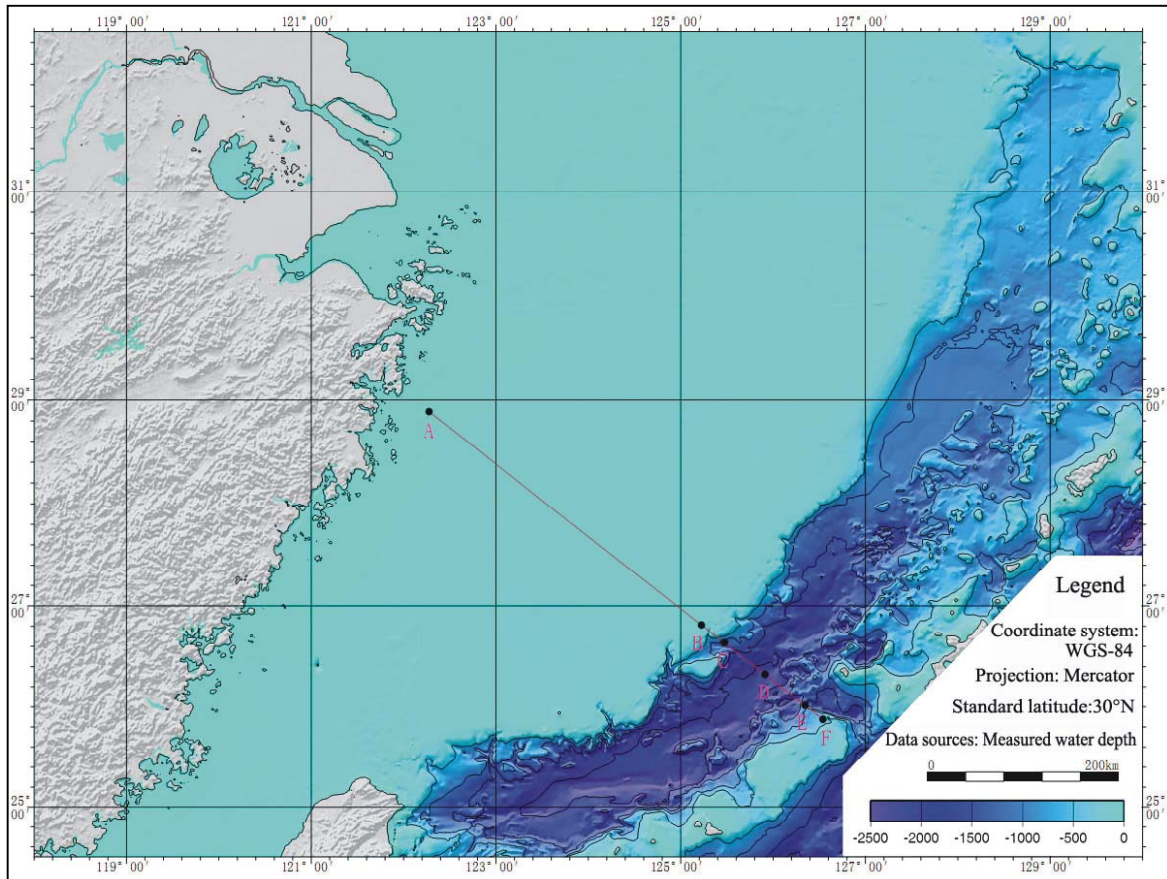 119° 00′ 121° 00′ 123° 00′ 125° 00′ 127° 00′ 129° 00′
31° 00′ 31° 00′
29° 00′ 29° 00′
A
27° 00′ 27° 00′
B
C
D
E
F
25° 00′ 25° 00′
Legend
Coordinate system:
WGS-84
Projection: Mercator
Standard latitude:30°N
Data sources: Measured water depth
0 200km
-2500 -2000 -1500 -1000 -500 0
119° 00′ 121° 00′ 123° 00′ 125° 00′ 127° 00′ 129° 00′